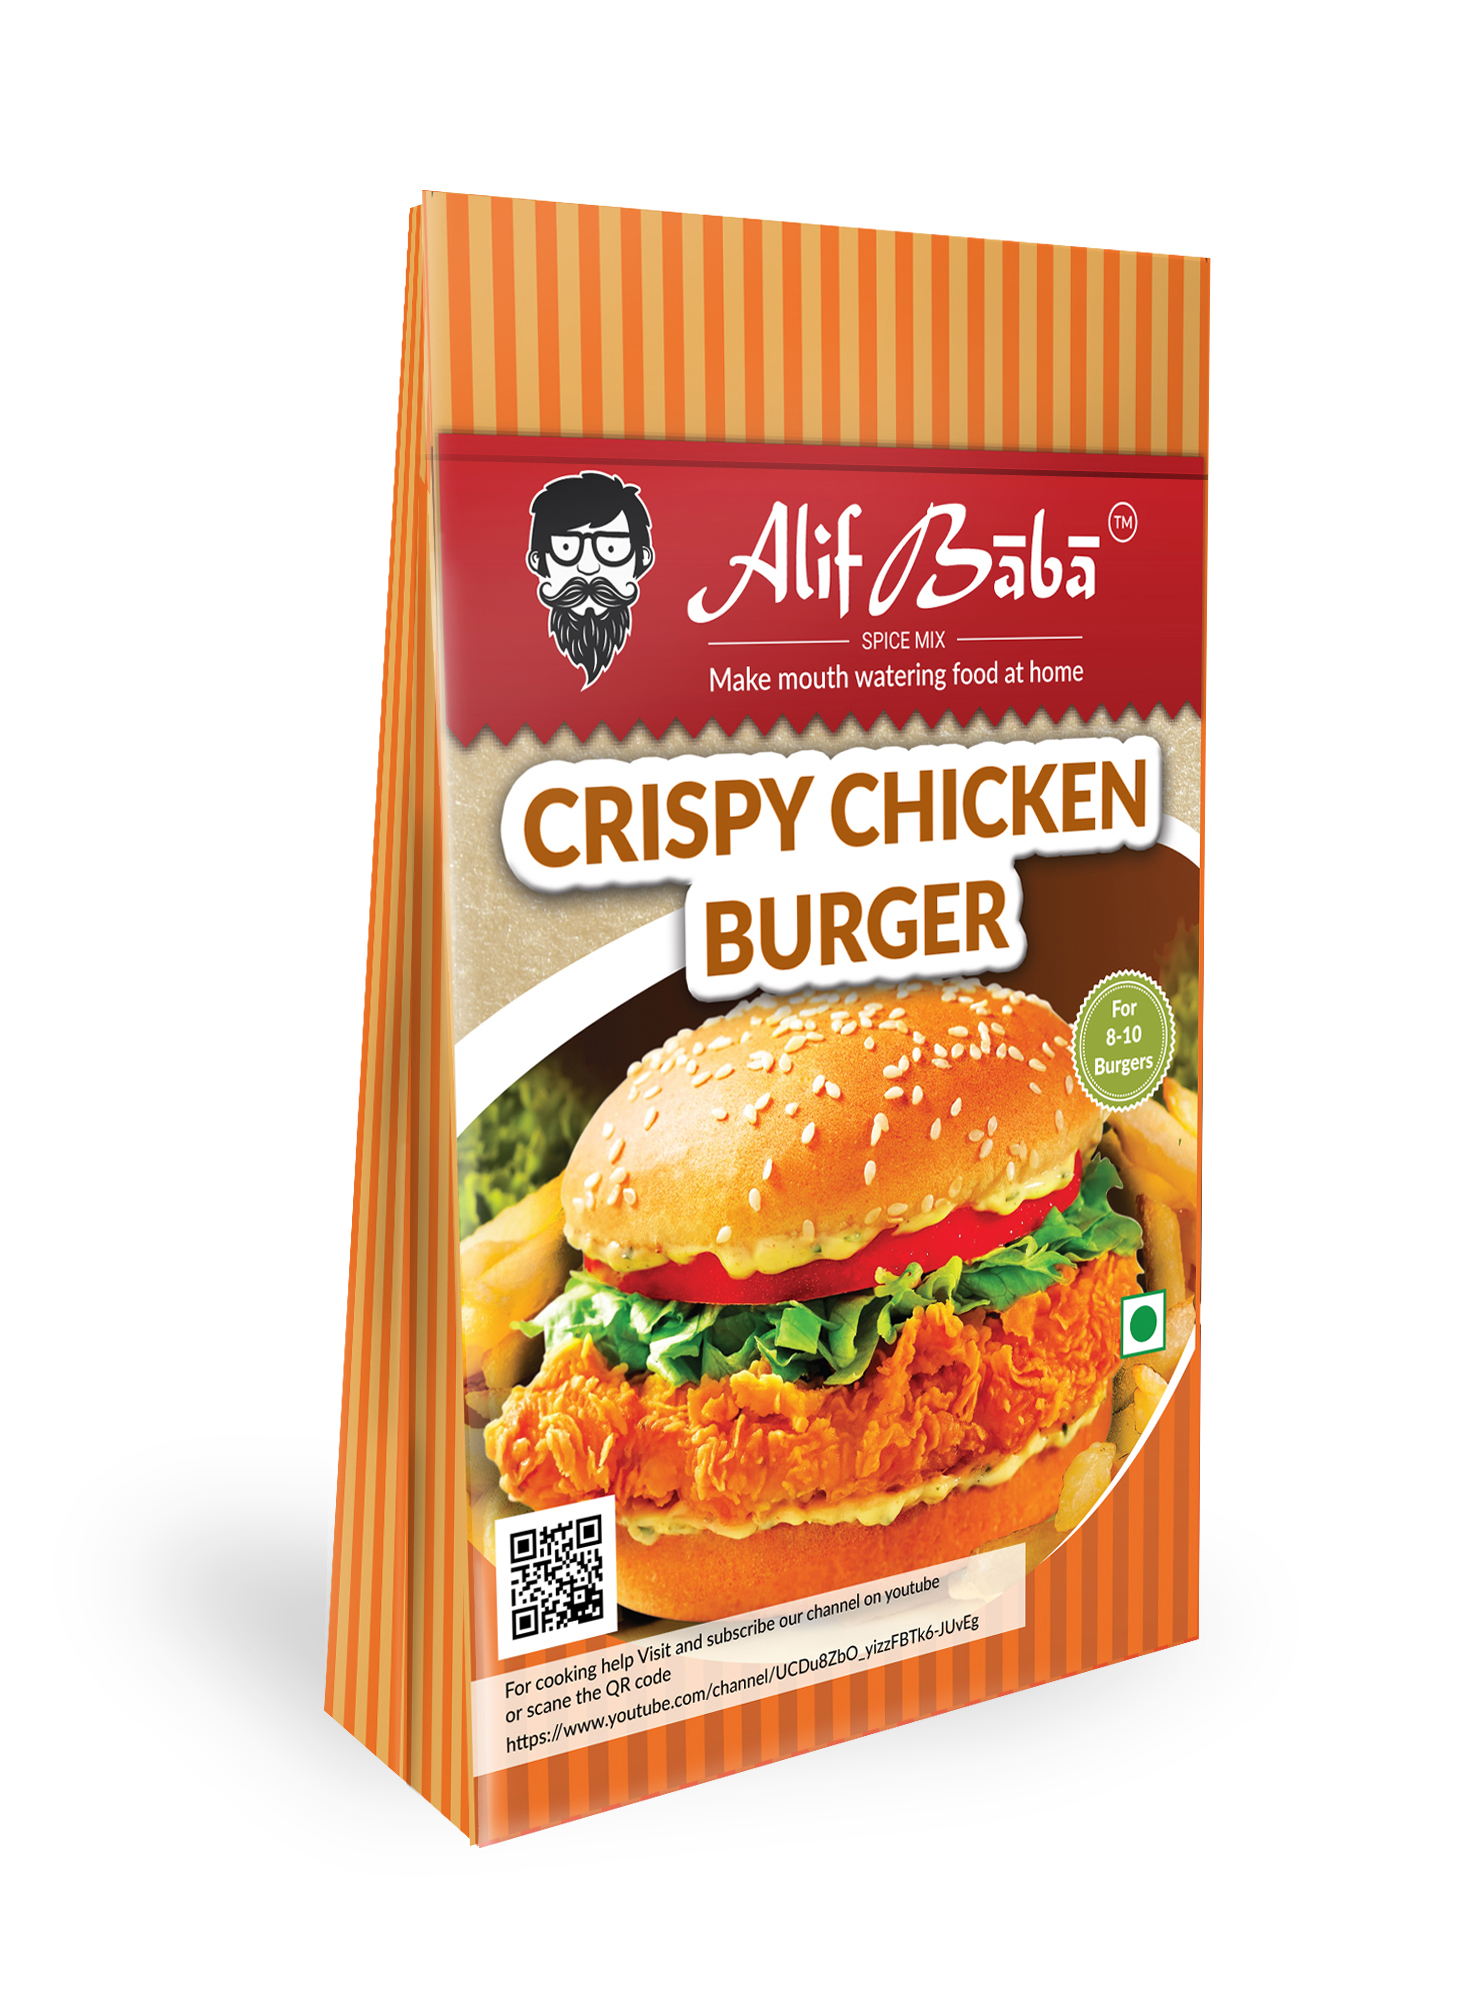 Alif Bābā TM
SPICE MIX
Make mouth watering food at home
CRISPY CHICKEN
BURGER
For
8-10
Burgers
For cooking help Visit and subscribe our channel on youtube
or scane the QR code
https://www.youtube.com/channel/UCDu8ZbO_yizzFBTk6-JUvEg